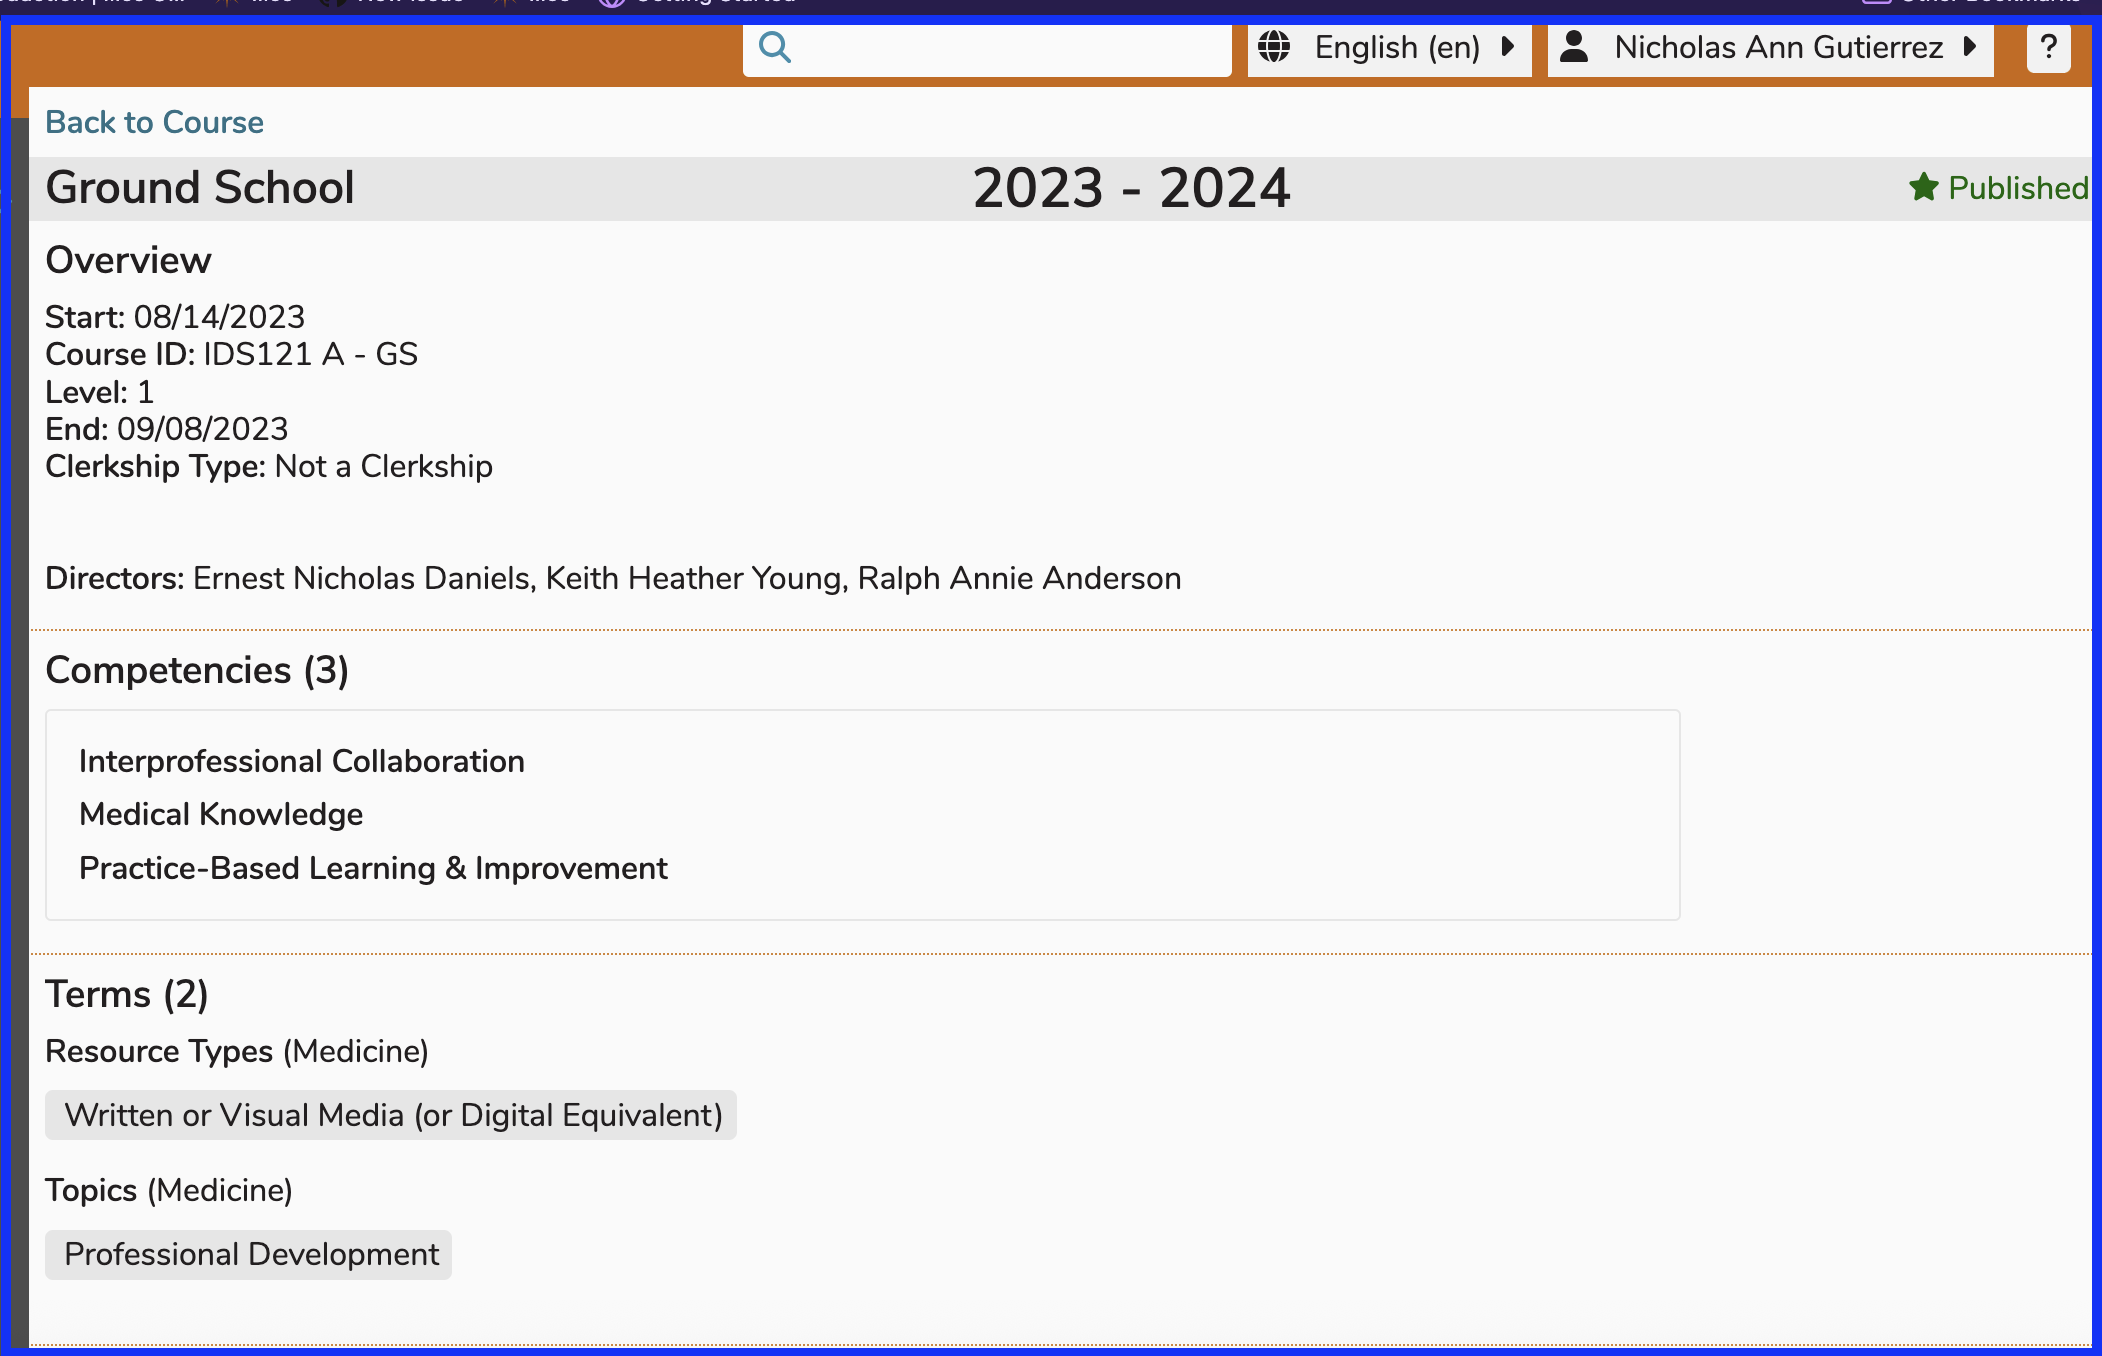 English (en)
Nicholas Ann Gutierrez
?
Back to Course
Ground School
2023 - 2024
Published
Overview
Start: 08/14/2023
Course ID: IDS121 A - GS
Level: 1
End: 09/08/2023
Clerkship Type: Not a Clerkship
Directors: Ernest Nicholas Daniels, Keith Heather Young, Ralph Annie Anderson
Competencies (3)
Interprofessional Collaboration
Medical Knowledge
Practice-Based Learning & Improvement
Terms (2)
Resource Types (Medicine)
Written or Visual Media (or Digital Equivalent)
Topics (Medicine)
Professional Development